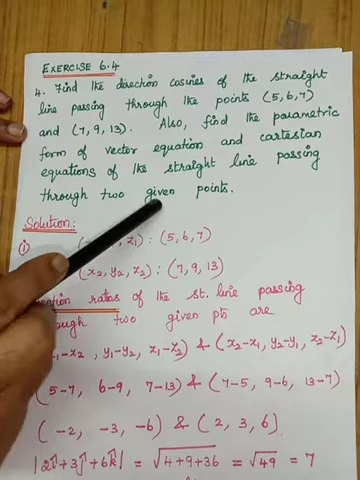 EXERCISE 6.4
4. Find the direction cosines of the straight
line passing through the points (5,6,7)
and (7,9,13). Also, find the parametric
form of vector equation and cartesian
equations of the straight line passing
through two given points.
Solution:
(i) z₁) : (5,6,7)
(x₂, y₂, z₂) : (7,9,13)
rates of the st. line passing
two given pts are
x₁-x₂, y₁-y₂, z₁-z₂) & (x₂-x₁, y₂-y₁, z₂-z₁)
(5-7, 6-9, 7-13) & (7-5, 9-6, 13-7)
(-2, -3, -6) & (2, 3, 6)
|2î+3ĵ+6k̂| = √4+9+36 = √49 = 7